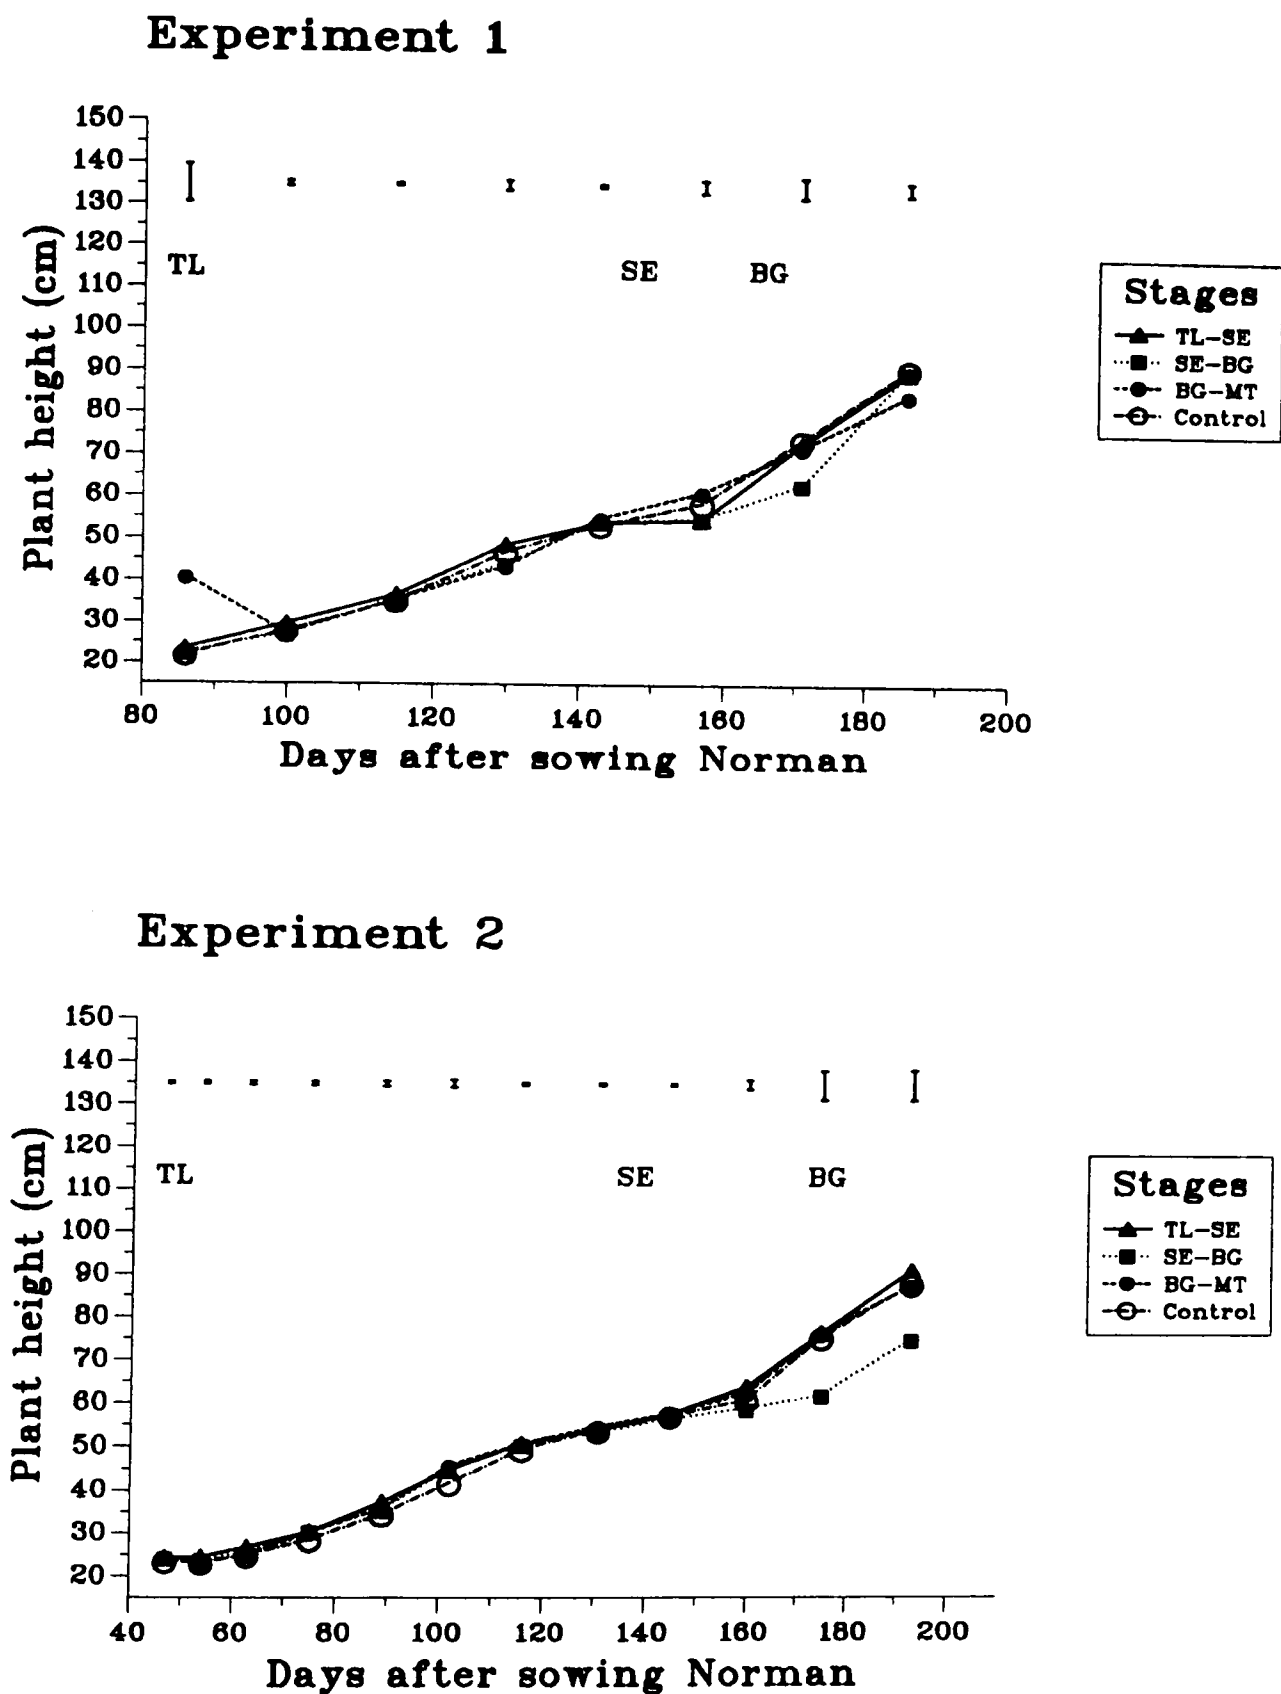 Experiment 1
150
140
130
120
110
100
90
80
70
60
50
40
30
20
Plant height (cm)
TL
SE
BG
80
100
120
140
160
180
200
Days after sowing Norman
Stages
TL-SE
SE-BG
BG-MT
Control
Experiment 2
150
140
130
120
110
100
90
80
70
60
50
40
30
20
Plant height (cm)
TL
SE
BG
40
60
80
100
120
140
160
180
200
Days after sowing Norman
Stages
TL-SE
SE-BG
BG-MT
Control